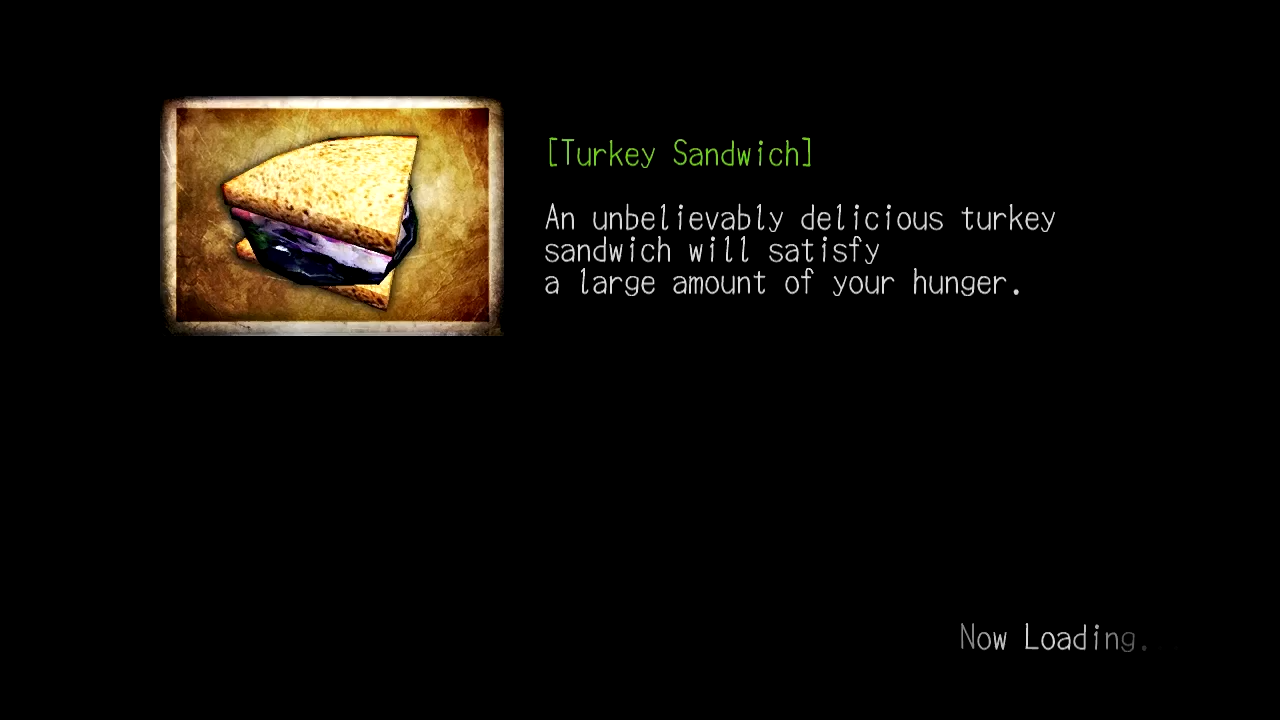 [Turkey Sandwich]
An unbelievably delicious turkey
sandwich will satisfy
a large amount of your hunger.
Now Loading.